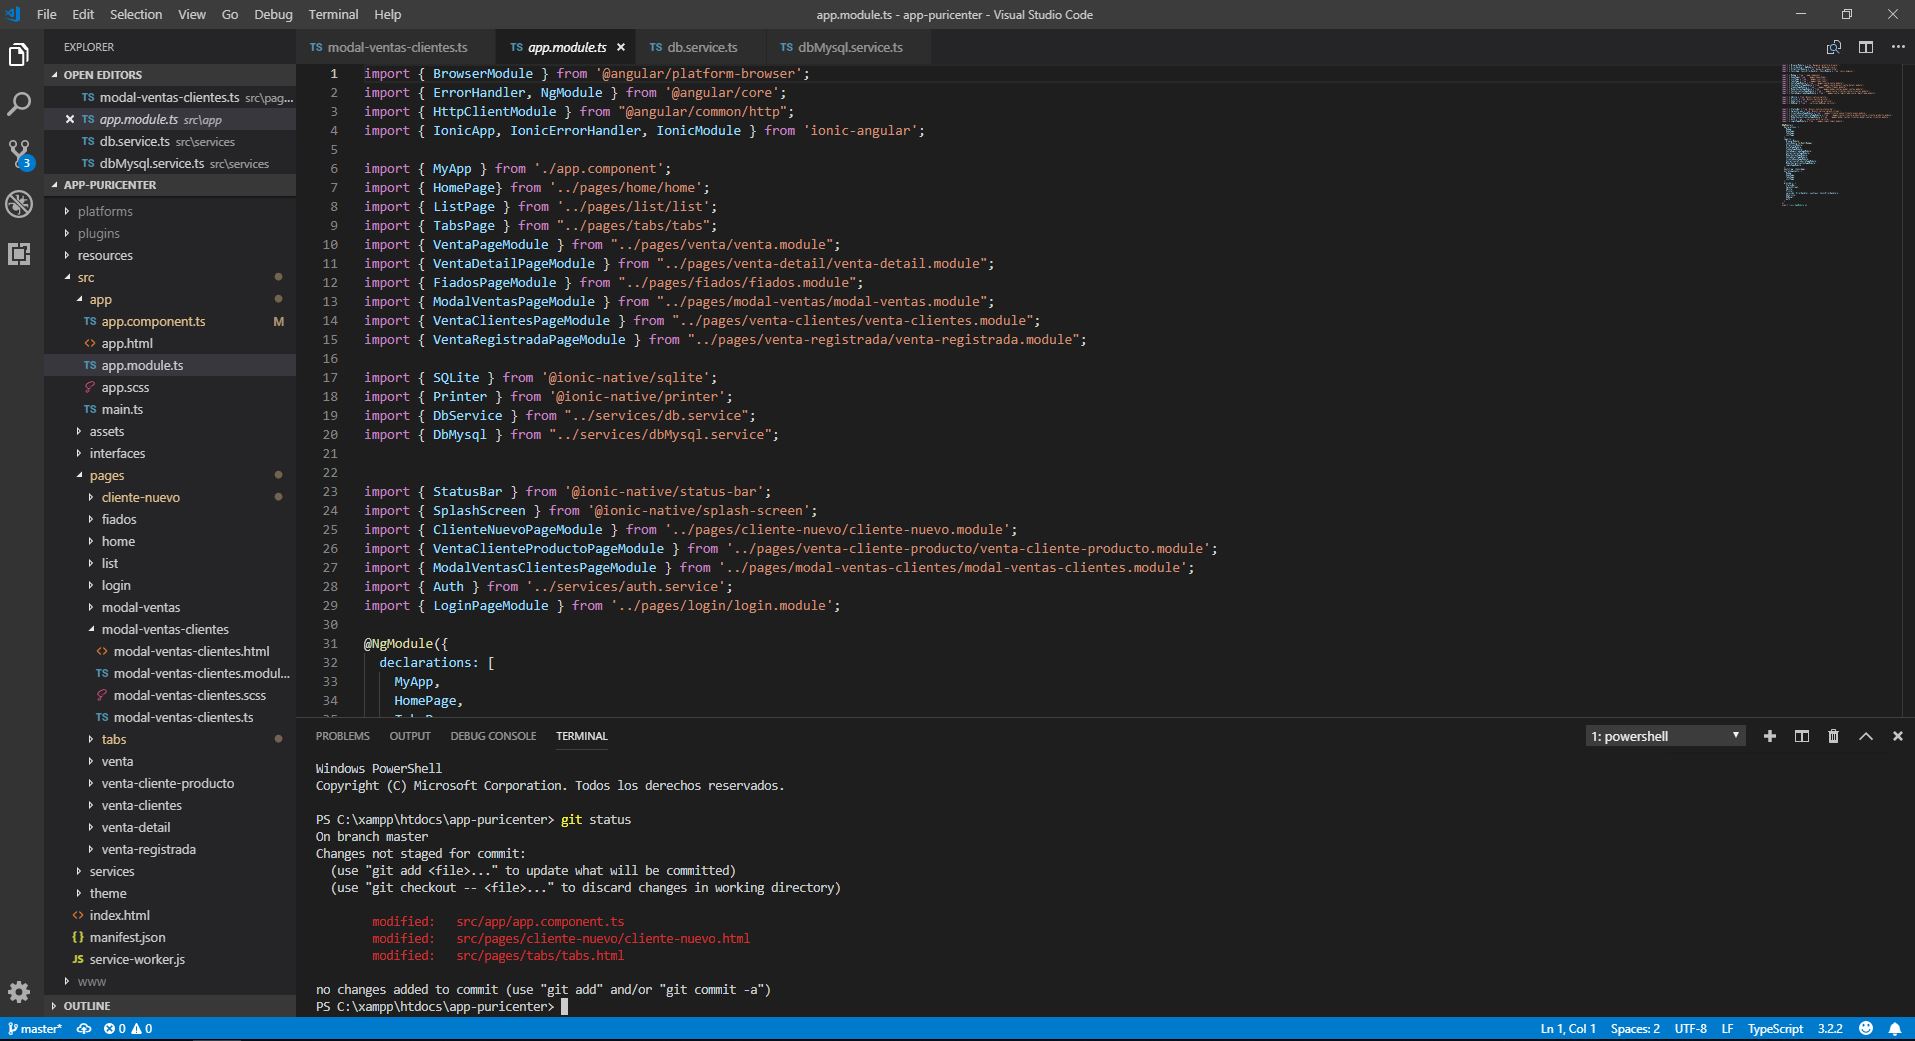 File Edit Selection View Go Debug Terminal Help
app.module.ts - app-puricenter - Visual Studio Code
EXPLORER
OPEN EDITORS
TS modal-ventas-clientes.ts src\pag...
TS app.module.ts src\app
TS db.service.ts src\services
TS dbMysql.service.ts src\services
APP-PURICENTER
platforms
plugins
resources
src
app
TS app.component.ts M
app.html
TS app.module.ts
app.scss
TS main.ts
assets
interfaces
pages
cliente-nuevo
fiados
home
list
login
modal-ventas
modal-ventas-clientes
modal-ventas-clientes.html
TS modal-ventas-clientes.modul...
modal-ventas-clientes.scss
TS modal-ventas-clientes.ts
tabs
venta
venta-cliente-producto
venta-clientes
venta-detail
venta-registrada
services
theme
index.html
{} manifest.json
JS service-worker.js
www
OUTLINE
3
TS modal-ventas-clientes.ts TS app.module.ts TS db.service.ts TS dbMysql.service.ts
1 import { BrowserModule } from '@angular/platform-browser';
2 import { ErrorHandler, NgModule } from '@angular/core';
3 import { HttpClientModule } from "@angular/common/http";
4 import { IonicApp, IonicErrorHandler, IonicModule } from 'ionic-angular';
5
6 import { MyApp } from './app.component';
7 import { HomePage} from '../pages/home/home';
8 import { ListPage } from '../pages/list/list';
9 import { TabsPage } from "../pages/tabs/tabs";
10 import { VentaPageModule } from "../pages/venta/venta.module";
11 import { VentaDetailPageModule } from "../pages/venta-detail/venta-detail.module";
12 import { FiadosPageModule } from "../pages/fiados/fiados.module";
13 import { ModalVentasPageModule } from "../pages/modal-ventas/modal-ventas.module";
14 import { VentaClientesPageModule } from "../pages/venta-clientes/venta-clientes.module";
15 import { VentaRegistradaPageModule } from "../pages/venta-registrada/venta-registrada.module";
16
17 import { SQLite } from '@ionic-native/sqlite';
18 import { Printer } from '@ionic-native/printer';
19 import { DbService } from "../services/db.service";
20 import { DbMysql } from "../services/dbMysql.service";
21
22
23 import { StatusBar } from '@ionic-native/status-bar';
24 import { SplashScreen } from '@ionic-native/splash-screen';
25 import { ClienteNuevoPageModule } from '../pages/cliente-nuevo/cliente-nuevo.module';
26 import { VentaClienteProductoPageModule } from '../pages/venta-cliente-producto/venta-cliente-producto.module';
27 import { ModalVentasClientesPageModule } from '../pages/modal-ventas-clientes/modal-ventas-clientes.module';
28 import { Auth } from '../services/auth.service';
29 import { LoginPageModule } from '../pages/login/login.module';
30
31 @NgModule({
32 declarations: [
33 MyApp,
34 HomePage,
PROBLEMS OUTPUT DEBUG CONSOLE TERMINAL
1: powershell
Windows PowerShell
Copyright (C) Microsoft Corporation. Todos los derechos reservados.
PS C:\xampp\htdocs\app-puricenter> git status
On branch master
Changes not staged for commit:
(use "git add <file>..." to update what will be committed)
(use "git checkout -- <file>..." to discard changes in working directory)
modified: src/app/app.component.ts
modified: src/pages/cliente-nuevo/cliente-nuevo.html
modified: src/pages/tabs/tabs.html
no changes added to commit (use "git add" and/or "git commit -a")
PS C:\xampp\htdocs\app-puricenter>
master* 0 0
Ln 1, Col 1 Spaces: 2 UTF-8 LF TypeScript 3.2.2